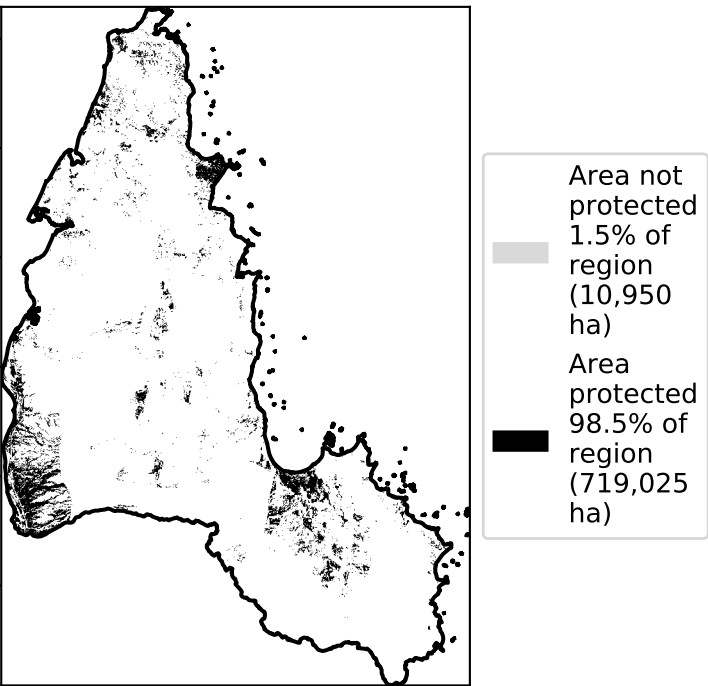 Area not
protected
1.5% of
region
(10,950
ha)
Area
protected
98.5% of
region
(719,025
ha)